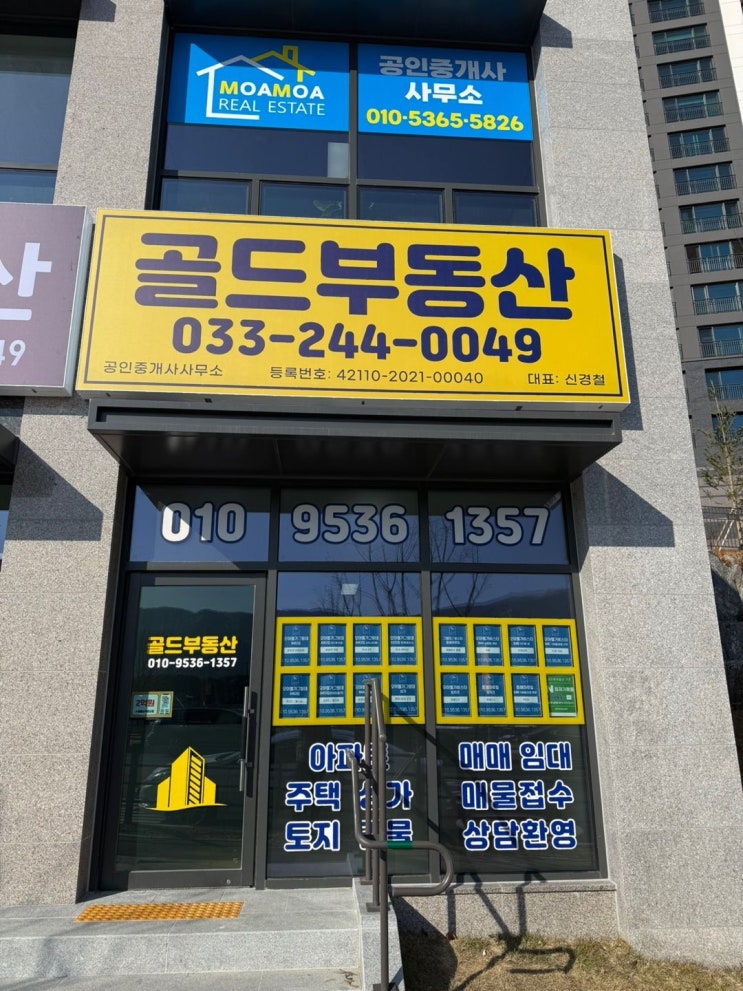 MOAMOA
REAL ESTATE
공인중개사
사무소
010·5365·5826
산
49
골드부동산
033-244-0049
공인중개사사무소 등록번호: 42110-2021-00040 대표: 신경철
010 9536 1357
골드부동산
010-9536-1357
2억원
매매 임대
주택
매물접수
토지
상담환영